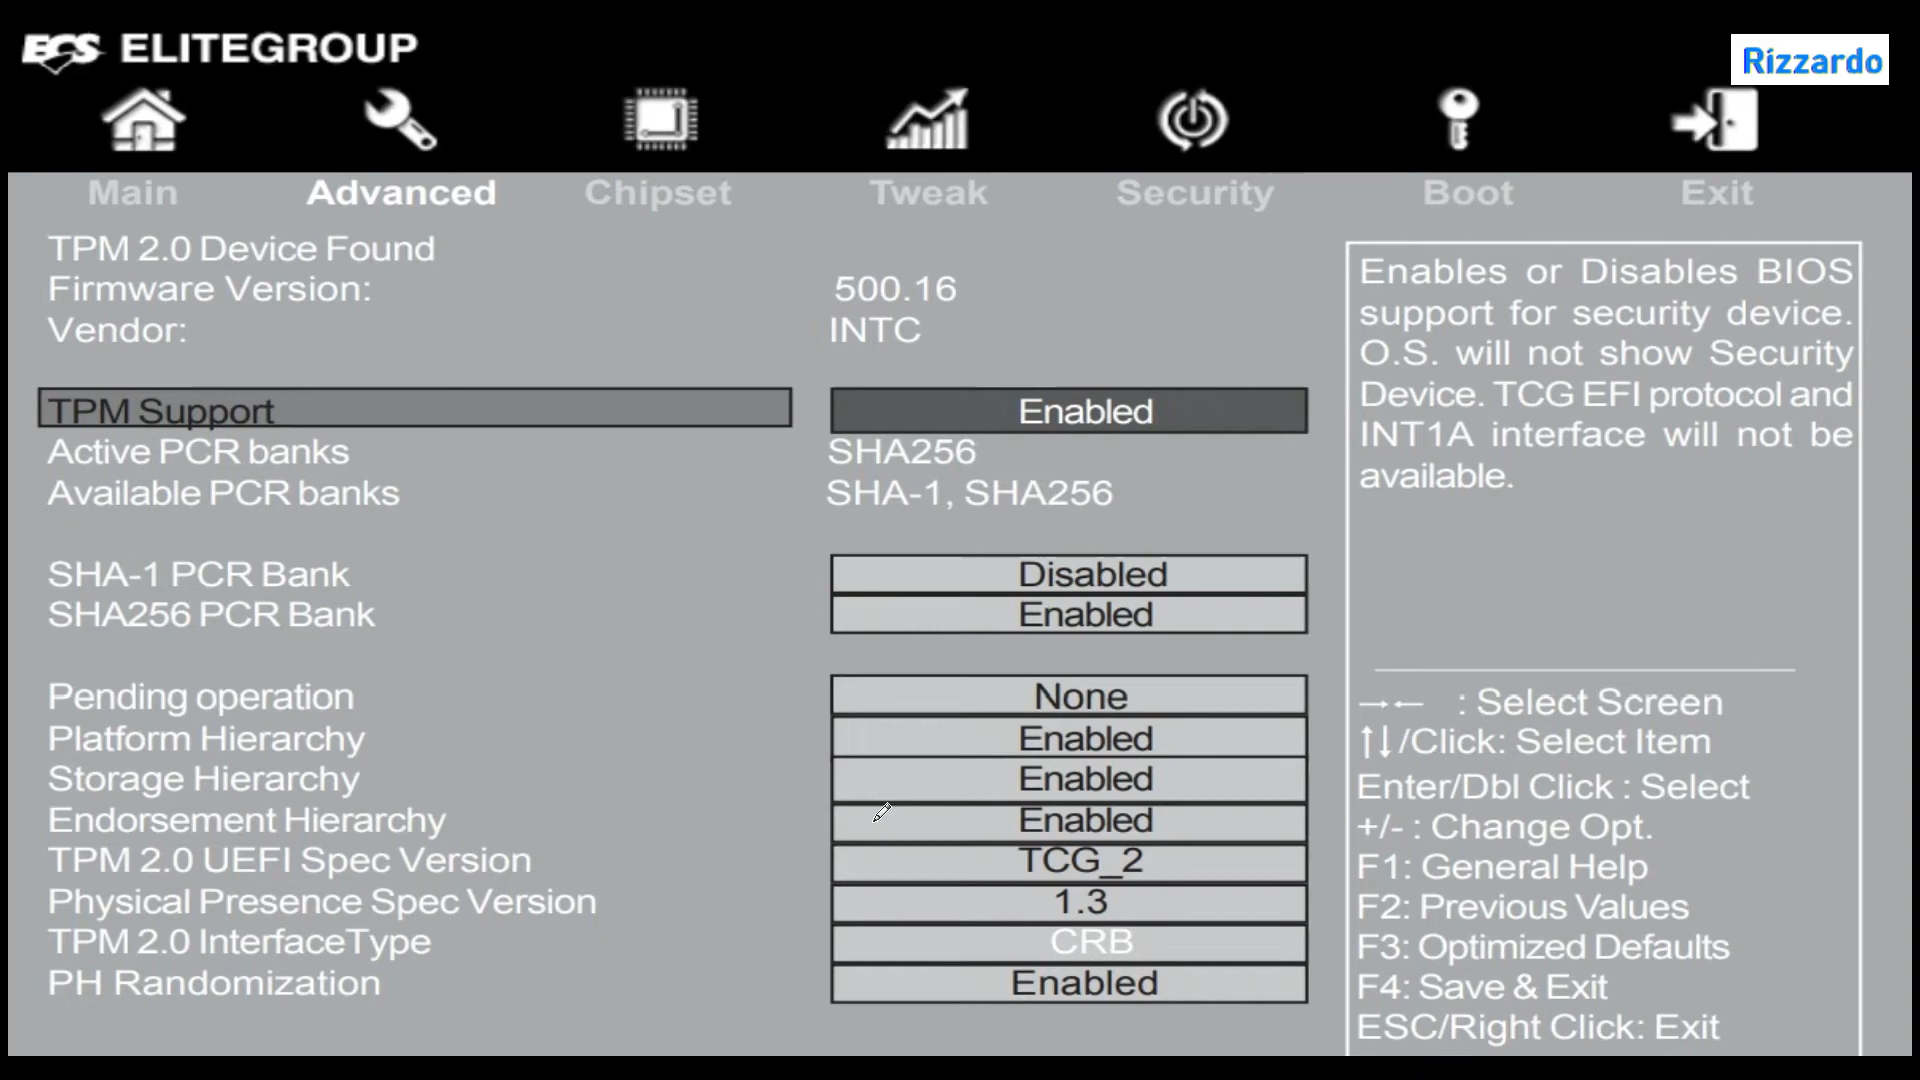 ECS ELITEGROUP
Rizzardo
Main Advanced Chipset Tweak Security Boot Exit
TPM 2.0 Device Found
Firmware Version: 500.16
Vendor: INTC
TPM Support Enabled
Active PCR banks SHA256
Available PCR banks SHA-1, SHA256
SHA-1 PCR Bank Disabled
SHA256 PCR Bank Enabled
Pending operation None
Platform Hierarchy Enabled
Storage Hierarchy Enabled
Endorsement Hierarchy Enabled
TPM 2.0 UEFI Spec Version TCG_2
Physical Presence Spec Version 1.3
TPM 2.0 InterfaceType CRB
PH Randomization Enabled
Enables or Disables BIOS
support for security device.
O.S. will not show Security
Device. TCG EFI protocol and
INT1A interface will not be
available.
→← : Select Screen
↑↓/Click: Select Item
Enter/Dbl Click : Select
+/- : Change Opt.
F1: General Help
F2: Previous Values
F3: Optimized Defaults
F4: Save & Exit
ESC/Right Click: Exit